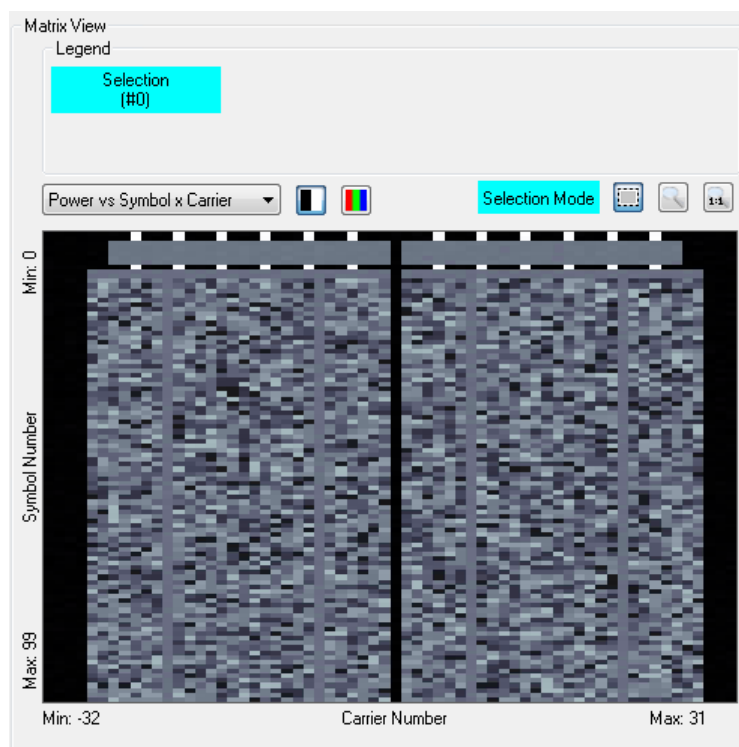 Matrix View
Legend
Selection
(#0)
Power vs Symbol x Carrier
Selection Mode
1:1
Min: 0
Symbol Number
Max: 99
Min: -32
Carrier Number
Max: 31